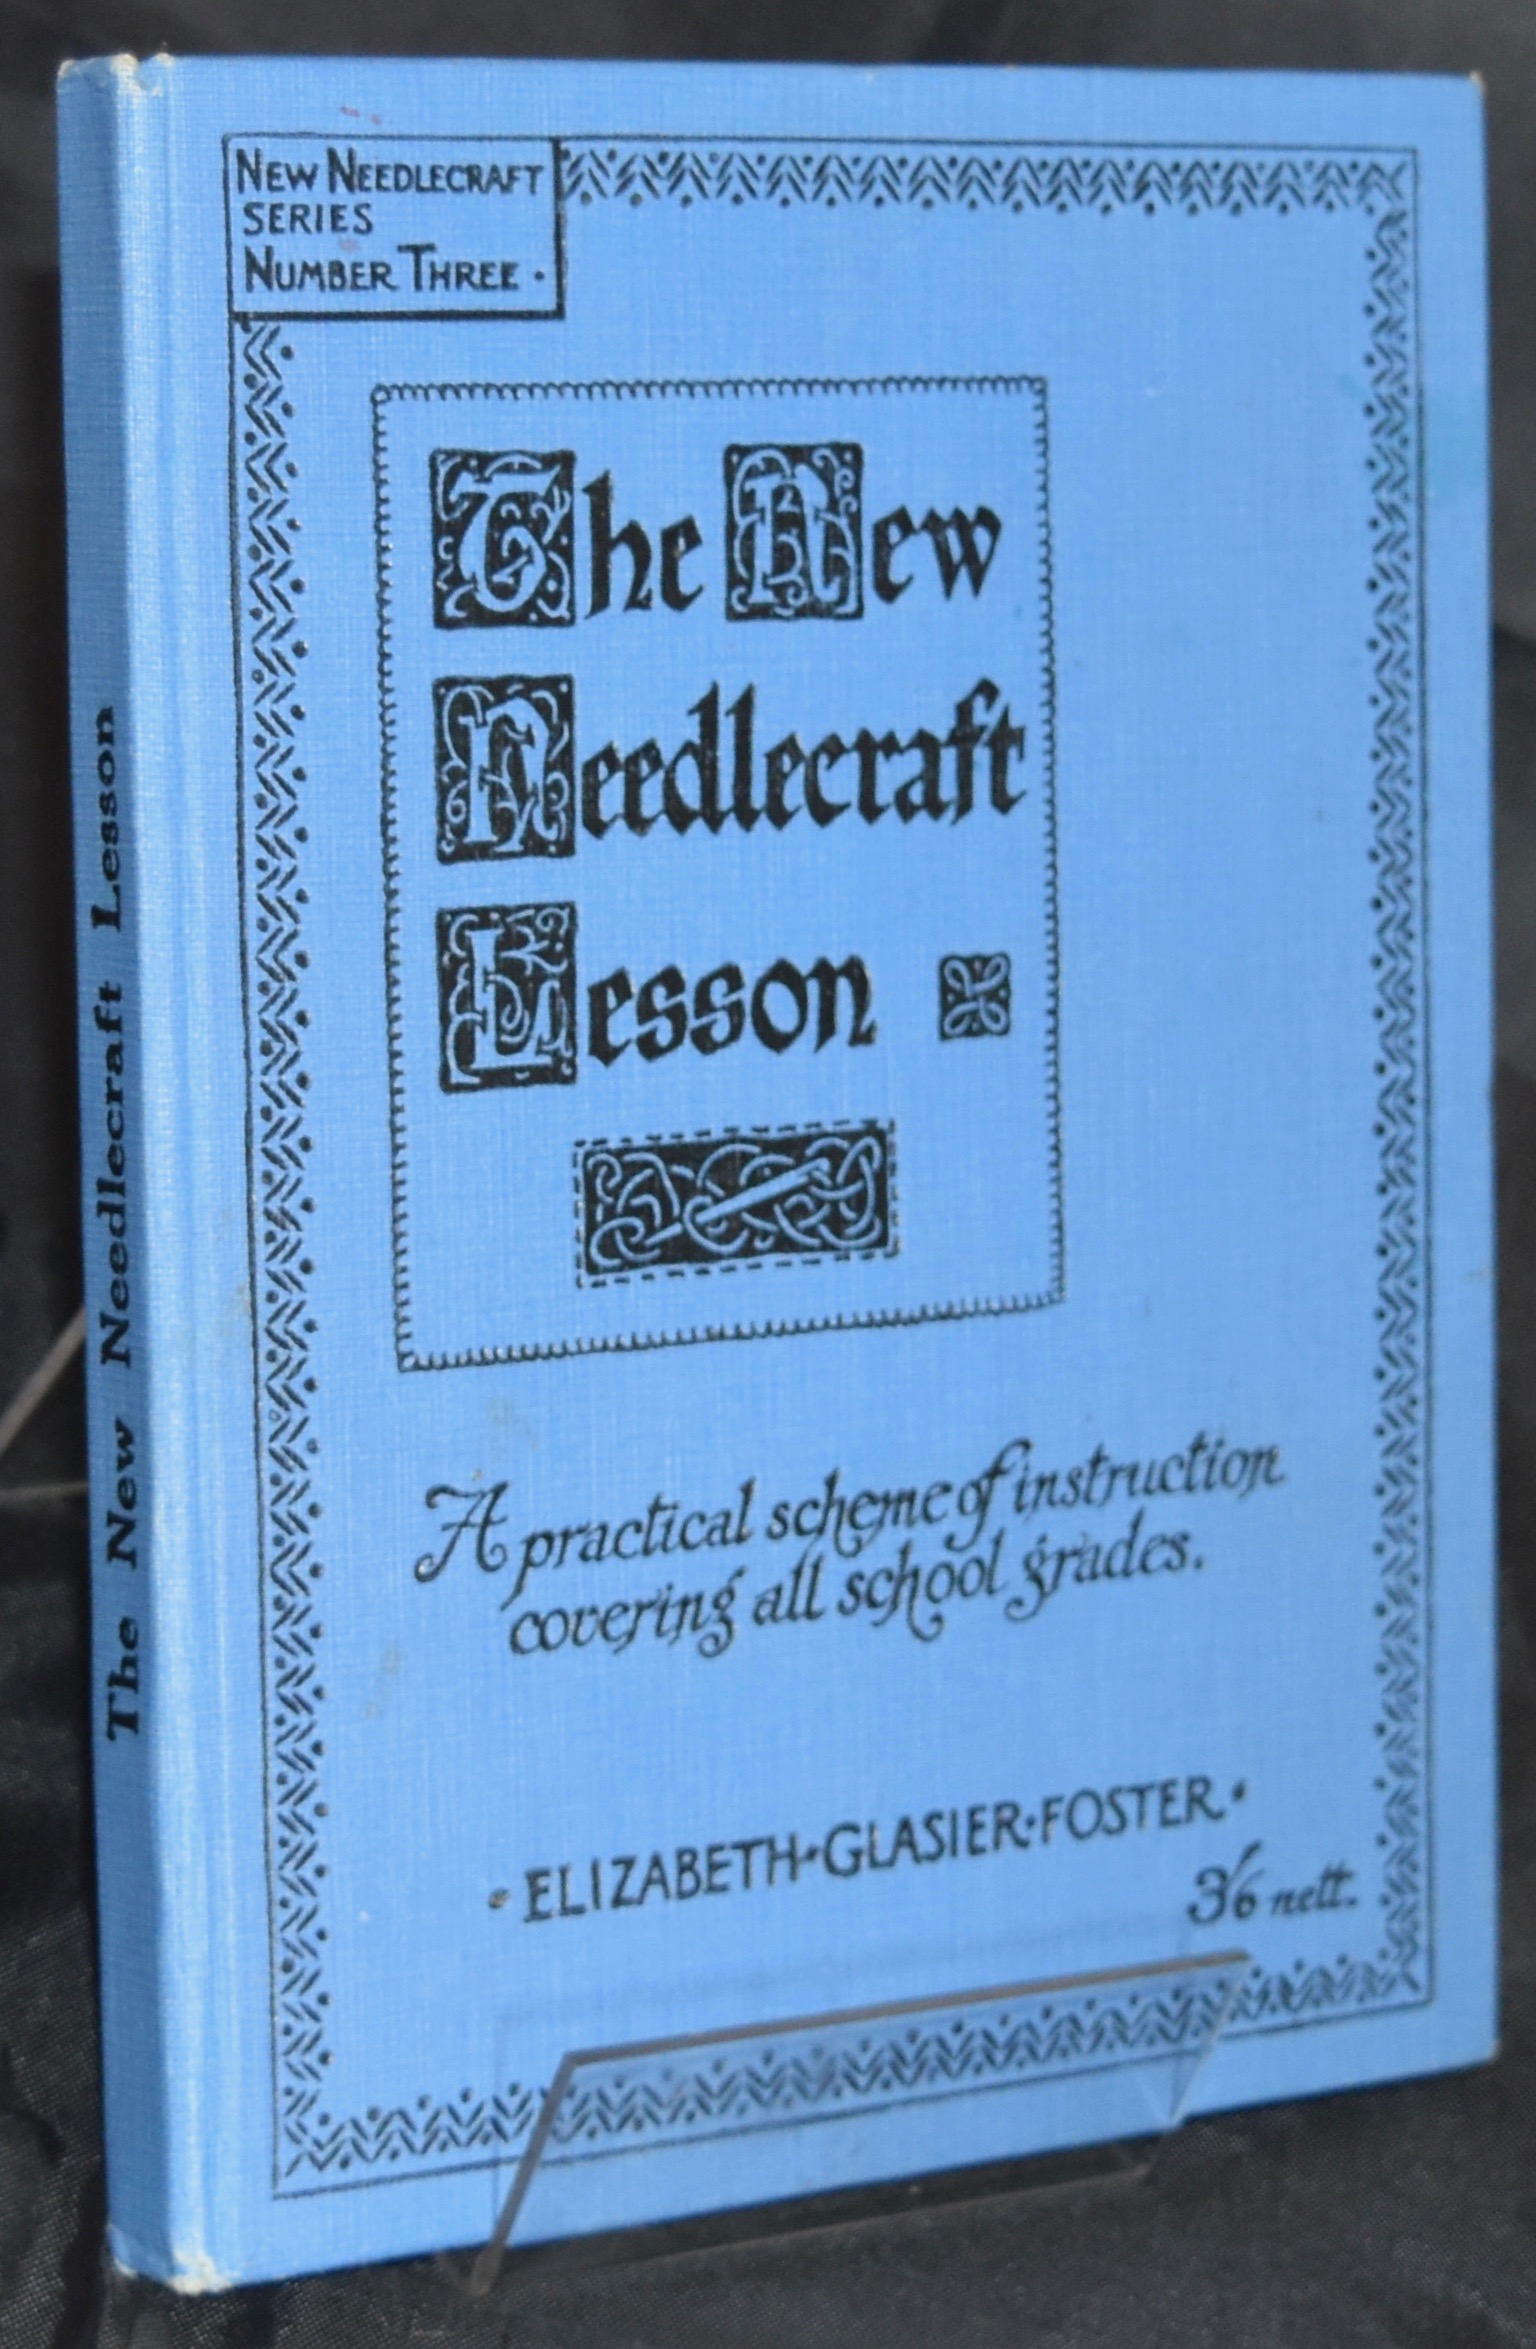 NEW NEEDLECRAFT
SERIES
NUMBER THREE ·
The New
Needlecraft
Lesson
A practical scheme of instruction
covering all school grades.
· ELIZABETH · GLASIER · FOSTER ·
3/6 nett.
The New Needlecraft Lesson